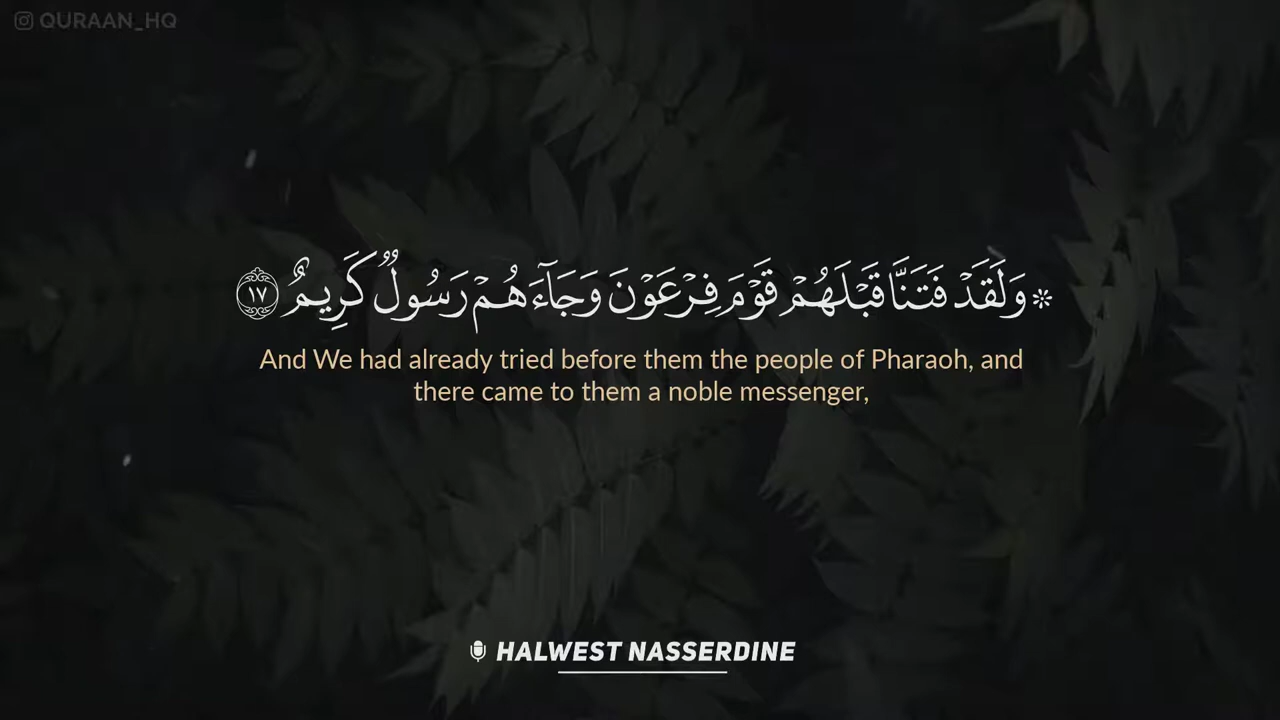 QURAAN_HQ
۞ وَلَقَدْ فَتَنَّا قَبْلَهُمْ قَوْمَ فِرْعَوْنَ وَجَآءَهُمْ رَسُولٌ كَرِيمٌ ١٧
And We had already tried before them the people of Pharaoh, and
there came to them a noble messenger,
HALWEST NASSERDINE